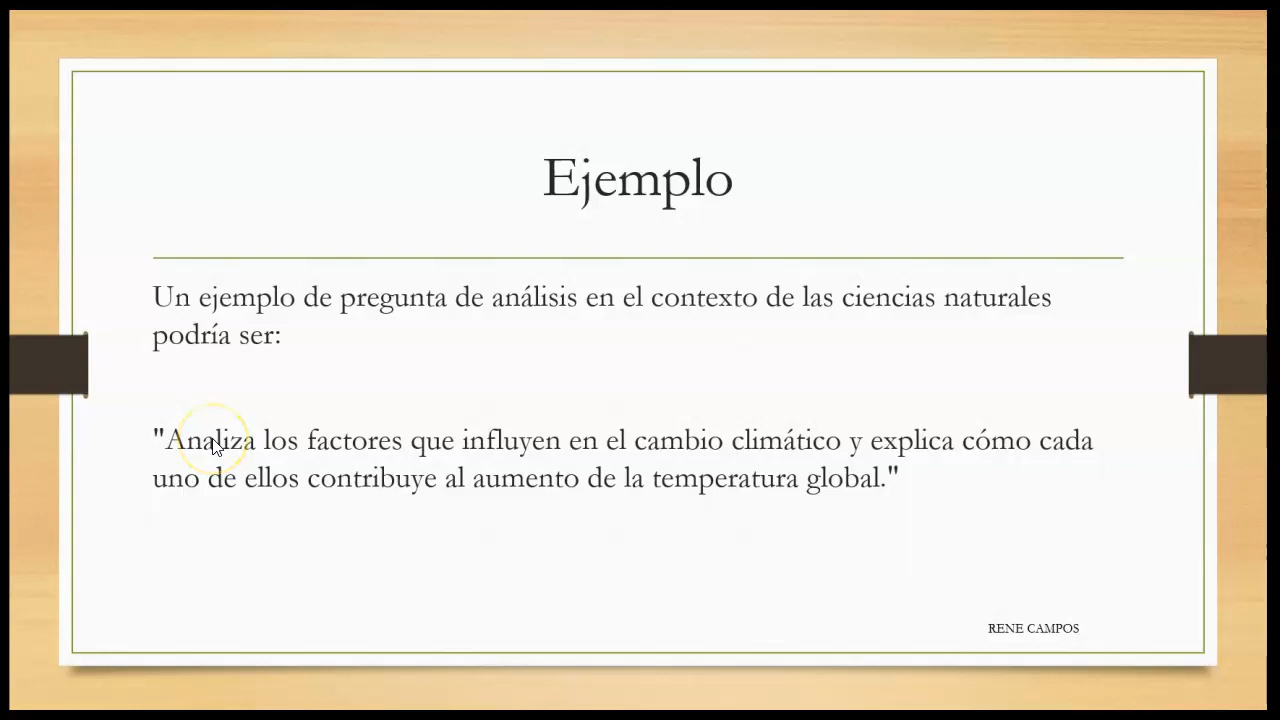 Ejemplo
Un ejemplo de pregunta de análisis en el contexto de las ciencias naturales
podría ser:
"Analiza los factores que influyen en el cambio climático y explica cómo cada
uno de ellos contribuye al aumento de la temperatura global."
RENE CAMPOS